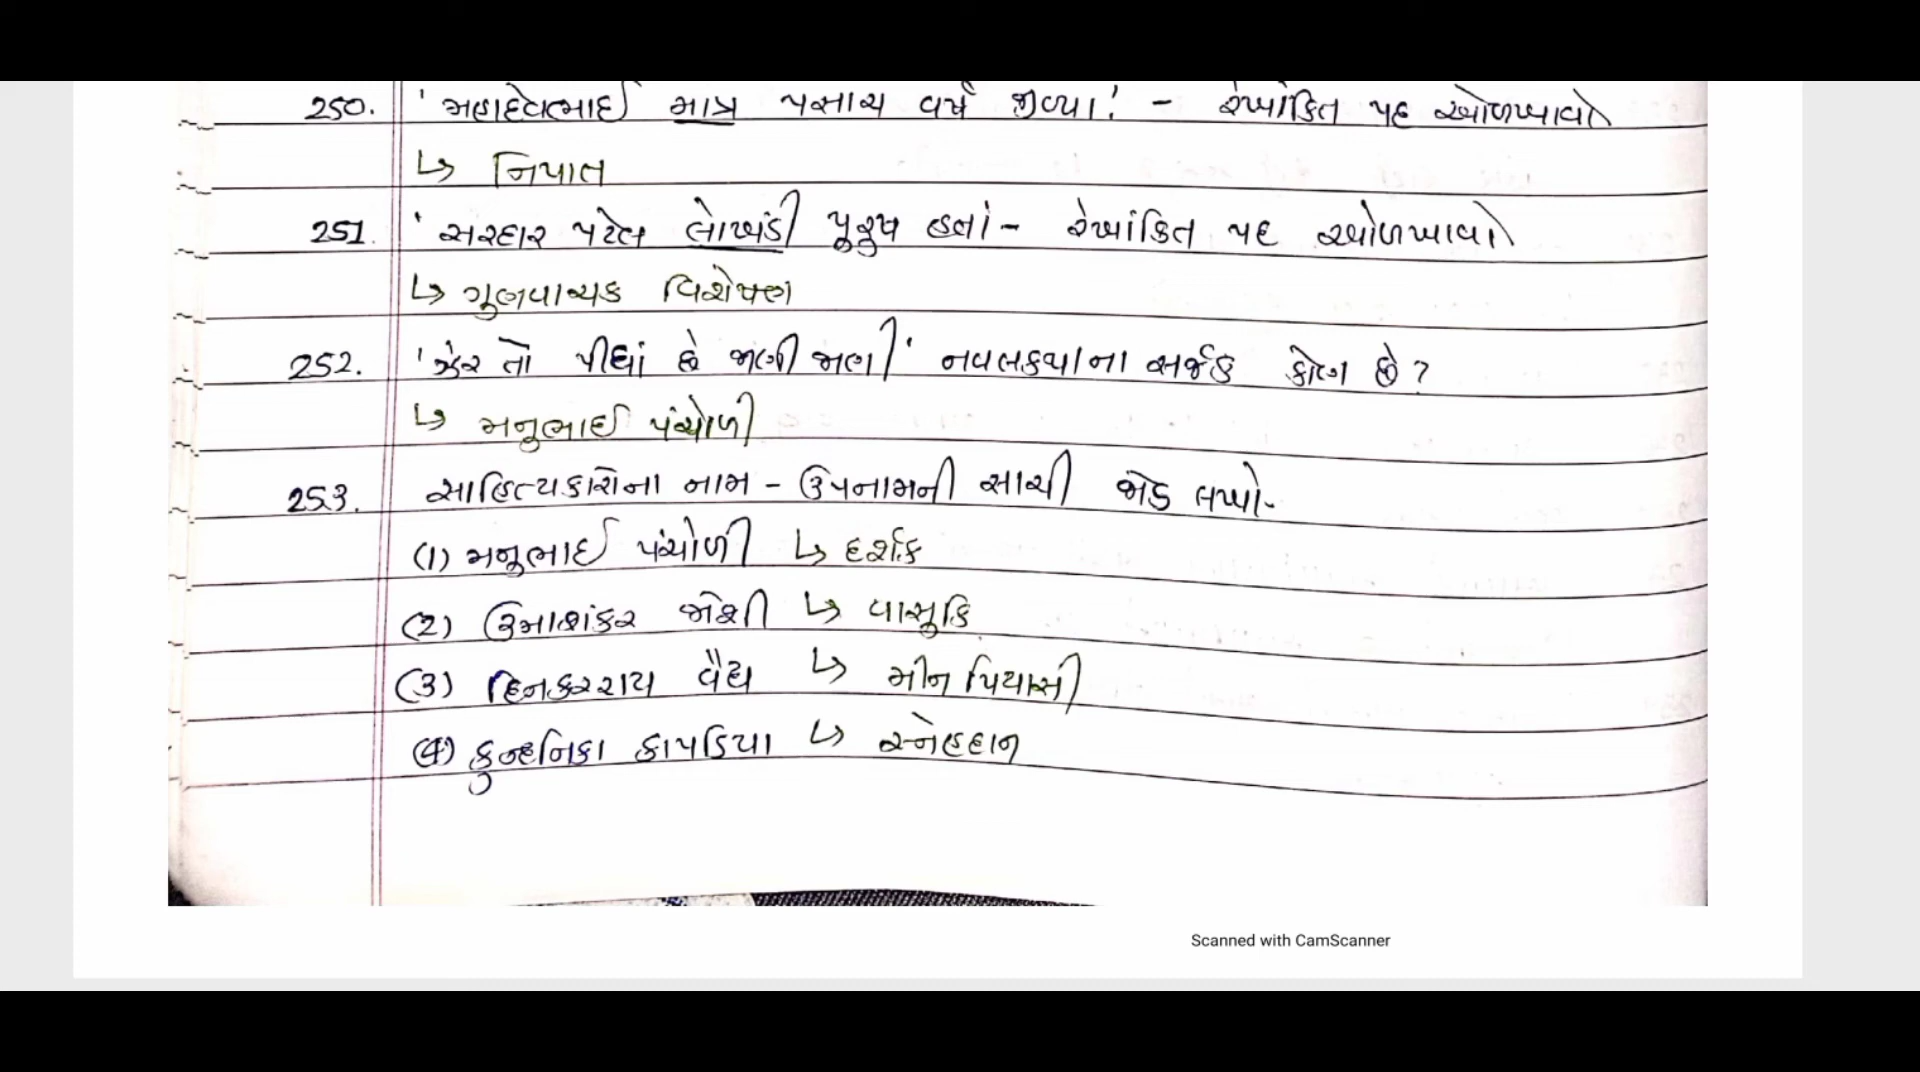 250. 'મહાદેવભાઈ માત્ર પચાસ વર્ષ જીવ્યા.' - રેખાંકિત પદ ઓળખાવો
↳ નિપાત
251. 'સરદાર પટેલ લોખંડી પુરુષ હતાં - રેખાંકિત પદ ઓળખાવો
↳ ગુણવાચક વિશેષણ
252. 'ઝેર તો પીધાં છે જાણી જાણી' નવલકથાના સર્જક કોણ છે?
↳ મનુભાઈ પંચોળી
253. સાહિત્યકારોના નામ - ઉપનામની સાચી જોડ લખો.
(1) મનુભાઈ પંચોળી ↳ દર્શક
(2) ઉમાશંકર જોશી ↳ વાસુકિ
(3) દિનકરરાય વૈદ્ય ↳ મીન પિયાસી
(4) કુન્દનિકા કાપડિયા ↳ સ્નેહદાન
Scanned with CamScanner